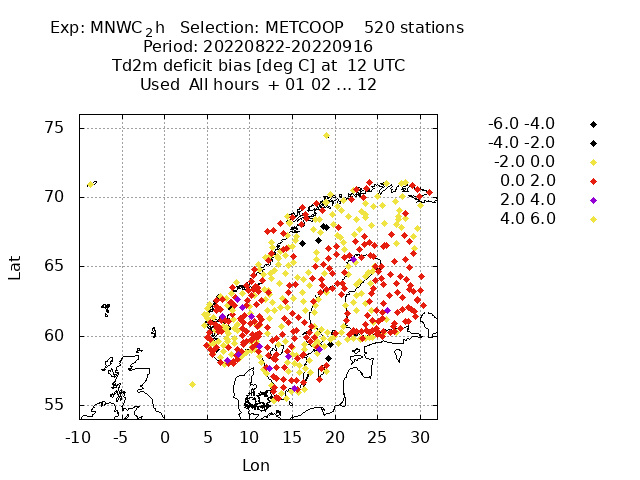 Exp: MNWC_2h   Selection: METCOOP    520 stations
Period: 20220822-20220916
Td2m deficit bias [deg C] at  12 UTC
Used  All hours  + 01 02 ... 12
-6.0 -4.0
-4.0 -2.0
-2.0 0.0
0.0 2.0
2.0 4.0
4.0 6.0
75
70
65
60
55
Lat
-10 -5 0 5 10 15 20 25 30
Lon